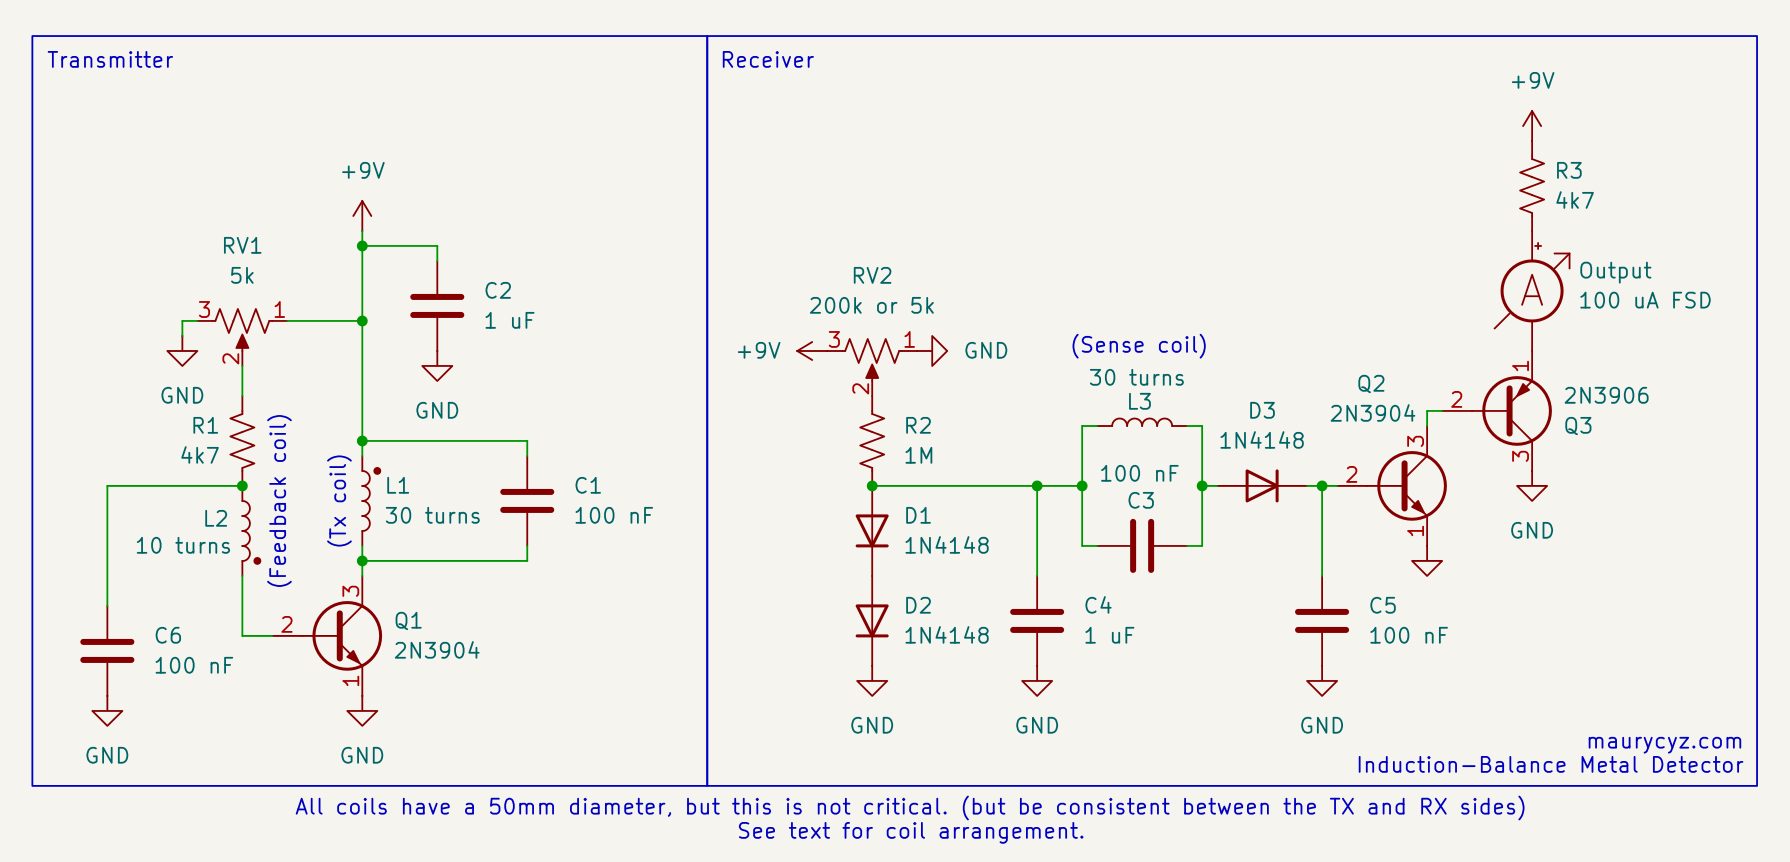 Transmitter
+9V
RV1
5k
3
1
2
GND
C2
1 uF
GND
R1
4k7
(Feedback coil)
(Tx coil)
L1
30 turns
C1
100 nF
L2
10 turns
3
2
1
Q1
2N3904
C6
100 nF
GND
GND
Receiver
+9V
R3
4k7
+
A
Output
100 uA FSD
RV2
200k or 5k
+9V
3
1
2
GND
R2
1M
(Sense coil)
30 turns
L3
100 nF
C3
D3
1N4148
Q2
2N3904
3
2
1
1
2
3
2N3906
Q3
GND
D1
1N4148
D2
1N4148
C4
1 uF
C5
100 nF
GND
GND
GND
maurycyz.com
Induction-Balance Metal Detector
All coils have a 50mm diameter, but this is not critical. (but be consistent between the TX and RX sides)
See text for coil arrangement.